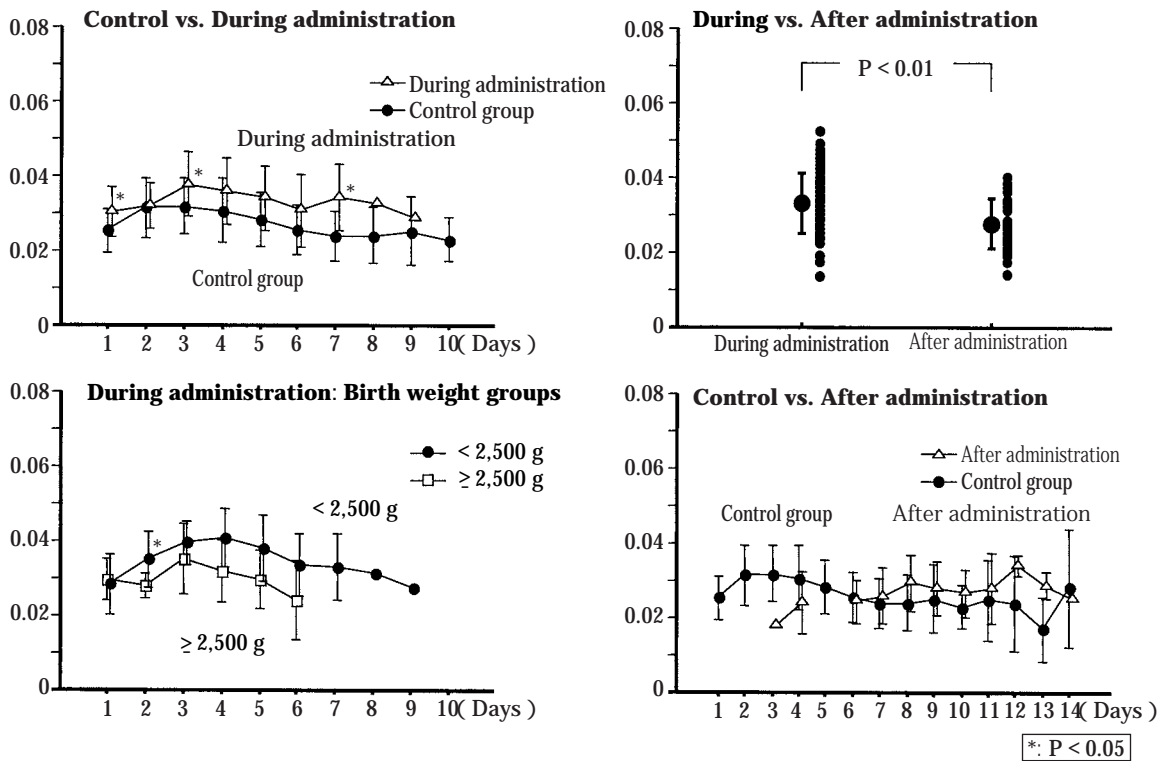 Control vs. During administration
0.08
0.06
0.04
0.02
0
During administration
Control group
During administration
*
*
*
Control group
1 2 3 4 5 6 7 8 9 10 ( Days )
During vs. After administration
0.08
0.06
0.04
0.02
0
P < 0.01
During administration
After administration
During administration: Birth weight groups
0.08
0.06
0.04
0.02
0
< 2,500 g
≥ 2,500 g
< 2,500 g
*
≥ 2,500 g
1 2 3 4 5 6 7 8 9 10 ( Days )
Control vs. After administration
0.08
0.06
0.04
0.02
0
After administration
Control group
Control group
After administration
1 2 3 4 5 6 7 8 9 10 11 12 13 14 ( Days )
*: P < 0.05